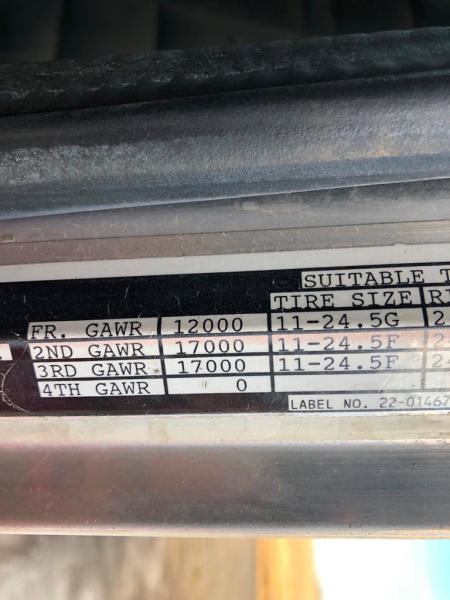 SUITABLE
TIRE SIZE
FR. GAWR 12000 11-24.5G
2ND GAWR 17000 11-24.5F
3RD GAWR 17000 11-24.5F
4TH GAWR 0
LABEL NO. 22-01467